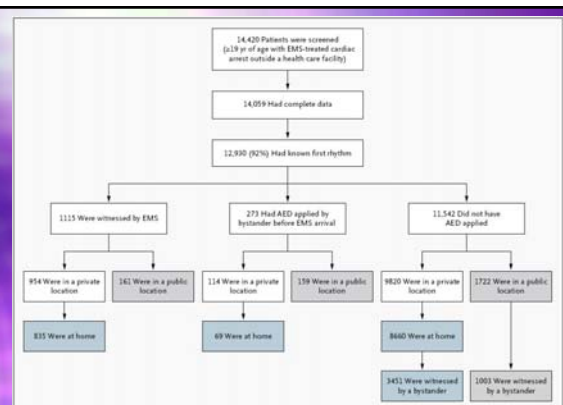 14,420 Patients were screened
(≥19 yr of age with EMS-treated cardiac
arrest outside a health care facility)
14,059 Had complete data
12,930 (92%) Had known first rhythm
1115 Were witnessed by EMS
273 Had AED applied by
bystander before EMS arrival
11,542 Did not have
AED applied
954 Were in a private
location
161 Were in a public
location
114 Were in a private
location
159 Were in a public
location
9820 Were in a private
location
1722 Were in a public
location
835 Were at home
69 Were at home
8660 Were at home
3451 Were witnessed
by a bystander
1003 Were witnessed
by a bystander